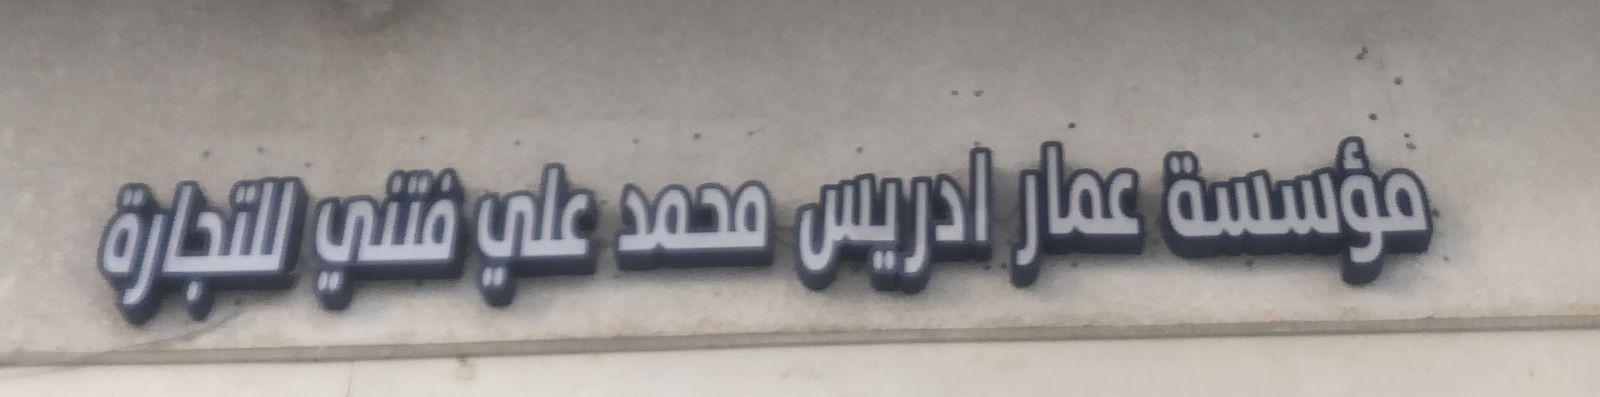 مؤسسة عمار ادريس محمد علي فتني للتجارة